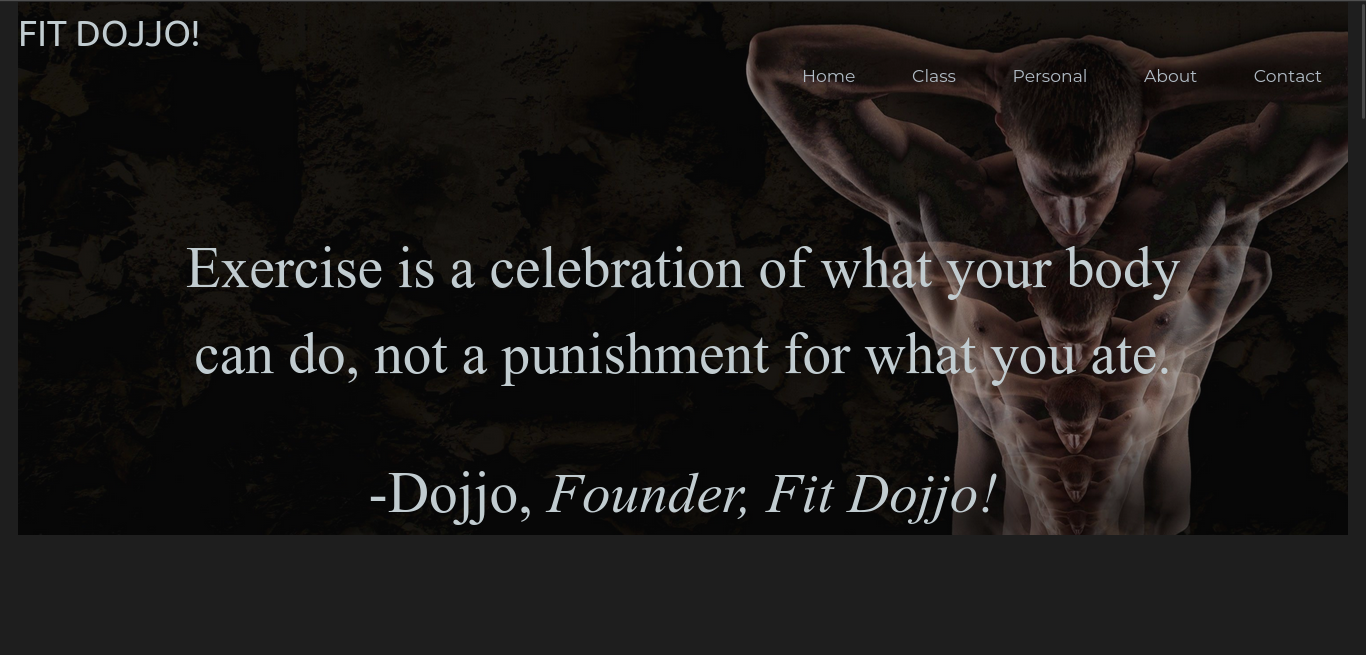 FIT DOJJO!
Home Class Personal About Contact
Exercise is a celebration of what your body
can do, not a punishment for what you ate.
-Dojjo, Founder, Fit Dojjo!